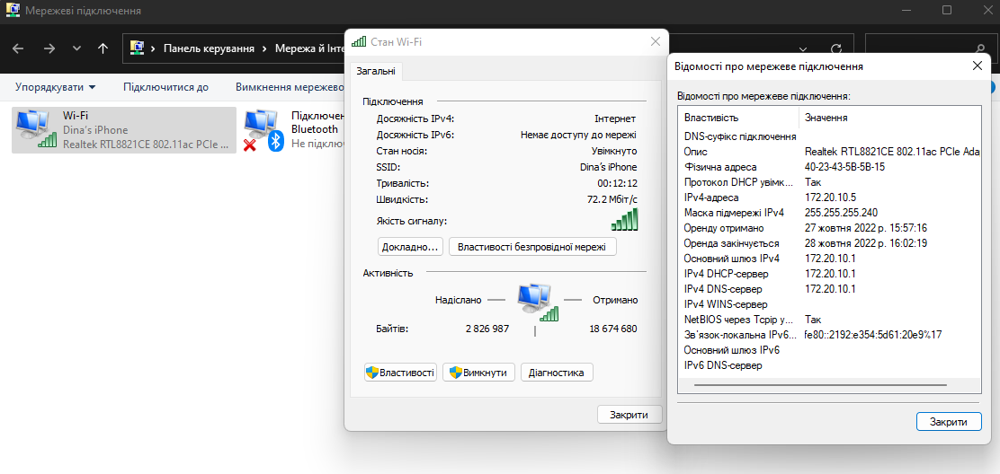 Мережеві підключення
Панель керування
Мережа й Інте
Упорядкувати
Підключитися до
Вимкнення мережево
Wi-Fi
Dina's iPhone
Realtek RTL8821CE 802.11ac PCIe ...
Підключен
Bluetooth
Не підключ
Стан Wi-Fi
Загальні
Підключення
Досяжність IPv4: Інтернет
Досяжність IPv6: Немає доступу до мережі
Стан носія: Увімкнуто
SSID: Dina's iPhone
Тривалість: 00:12:12
Швидкість: 72.2 Мбіт/с
Якість сигналу:
Докладно...
Властивості безпровідної мережі
Активність
Надіслано — Отримано
Байтів: 2 826 987 | 18 674 680
Властивості
Вимкнути
Діагностика
Закрити
Відомості про мережеве підключення
Відомості про мережеве підключення:
Властивість Значення
DNS-суфікс підключення
Опис Realtek RTL8821CE 802.11ac PCIe Ada
Фізична адреса 40-23-43-5B-5B-15
Протокол DHCP увімк... Так
IPv4-адреса 172.20.10.5
Маска підмережі IPv4 255.255.255.240
Оренду отримано 27 жовтня 2022 р. 15:57:16
Оренда закінчується 28 жовтня 2022 р. 16:02:19
Основний шлюз IPv4 172.20.10.1
IPv4 DHCP-сервер 172.20.10.1
IPv4 DNS-сервер 172.20.10.1
IPv4 WINS-сервер
NetBIOS через Tcpip у... Так
Зв'язок-локальна IPv6... fe80::2192:e354:5d61:20e9%17
Основний шлюз IPv6
IPv6 DNS-сервер
Закрити